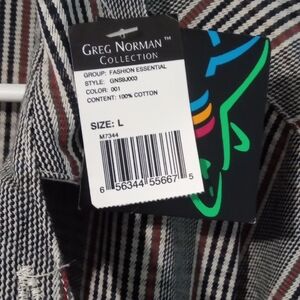 GREG NORMAN™
COLLECTION
GROUP: FASHION ESSENTIAL
STYLE: GNS9J003
COLOR: 001
CONTENT: 100% COTTON
SIZE: L
M7344
6 56344 55667 5